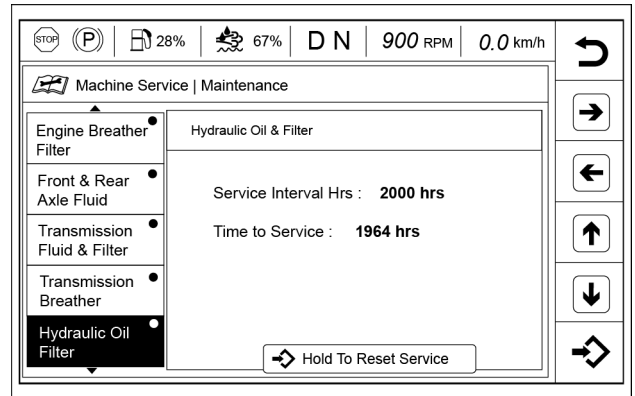 STOP P 28% 67% D N 900 RPM 0.0 km/h
Machine Service | Maintenance
Engine Breather
Filter
Front & Rear
Axle Fluid
Transmission
Fluid & Filter
Transmission
Breather
Hydraulic Oil
Filter
Hydraulic Oil & Filter
Service Interval Hrs : 2000 hrs
Time to Service : 1964 hrs
Hold To Reset Service